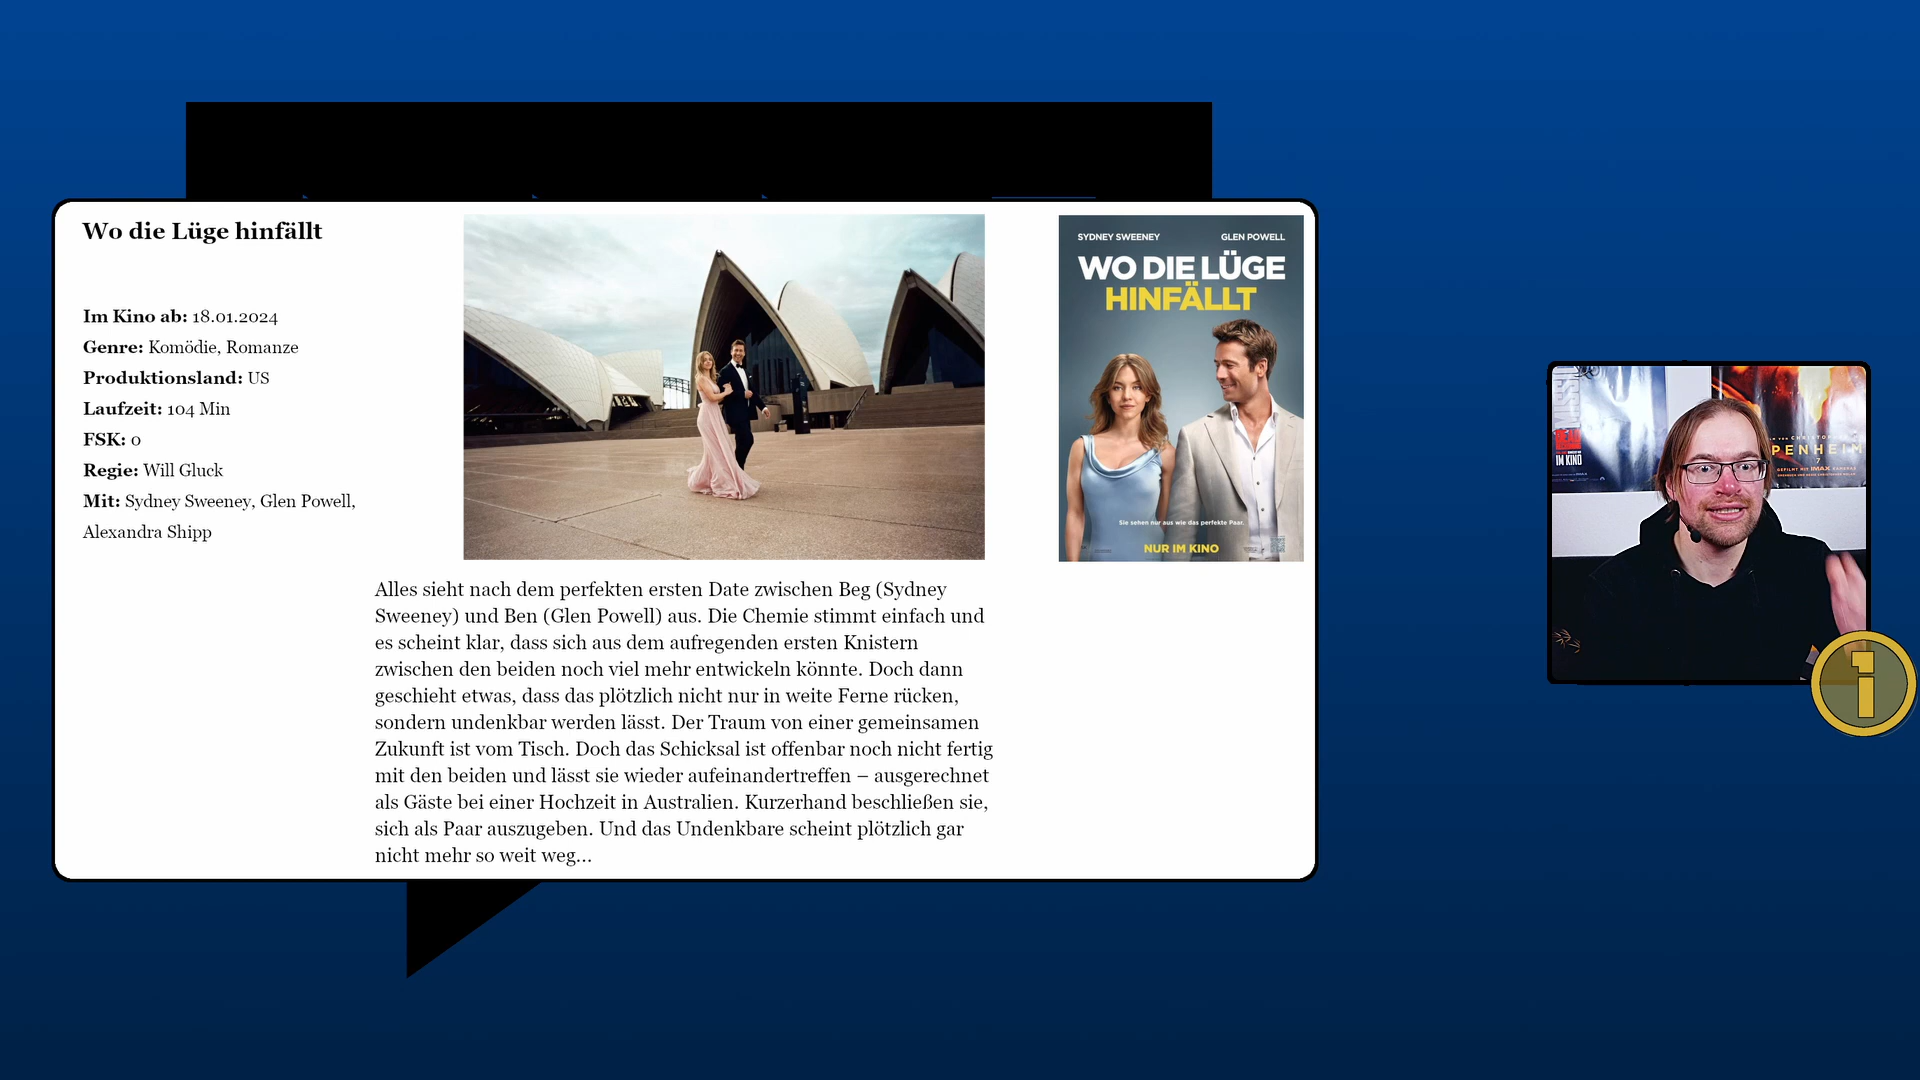 Wo die Lüge hinfällt
Im Kino ab: 18.01.2024
Genre: Komödie, Romanze
Produktionsland: US
Laufzeit: 104 Min
FSK: 0
Regie: Will Gluck
Mit: Sydney Sweeney, Glen Powell,
Alexandra Shipp
SYDNEY SWEENEY GLEN POWELL
WO DIE LÜGE
HINFÄLLT
Sie sehen nur aus wie das perfekte Paar.
NUR IM KINO
Alles sieht nach dem perfekten ersten Date zwischen Beg (Sydney
Sweeney) und Ben (Glen Powell) aus. Die Chemie stimmt einfach und
es scheint klar, dass sich aus dem aufregenden ersten Knistern
zwischen den beiden noch viel mehr entwickeln könnte. Doch dann
geschieht etwas, dass das plötzlich nicht nur in weite Ferne rücken,
sondern undenkbar werden lässt. Der Traum von einer gemeinsamen
Zukunft ist vom Tisch. Doch das Schicksal ist offenbar noch nicht fertig
mit den beiden und lässt sie wieder aufeinandertreffen – ausgerechnet
als Gäste bei einer Hochzeit in Australien. Kurzerhand beschließen sie,
sich als Paar auszugeben. Und das Undenkbare scheint plötzlich gar
nicht mehr so weit weg...
IM KINO
PENHEIM
i